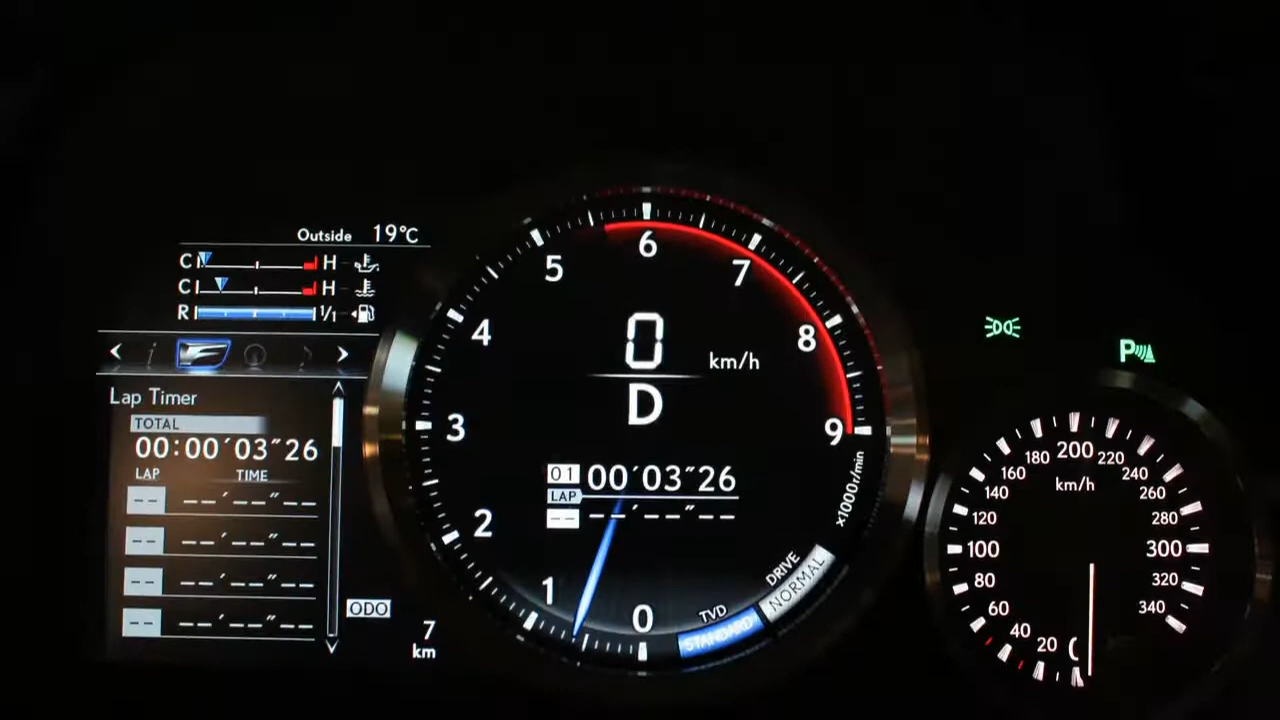 Outside 19°C
C H
C H
R 1/1
i
Lap Timer
TOTAL
00:00´03˝26
LAP TIME
-- --´--˝--
-- --´--˝--
-- --´--˝--
-- --´--˝--
ODO
7
km
0
1
2
3
4
5
6
7
8
9
×1000r/min
0
km/h
D
01 00´03˝26
LAP
-- --´--˝--
DRIVE
NORMAL
TVD
STANDARD
P
20
40
60
80
100
120
140
160
180
200
220
240
260
280
300
320
340
km/h